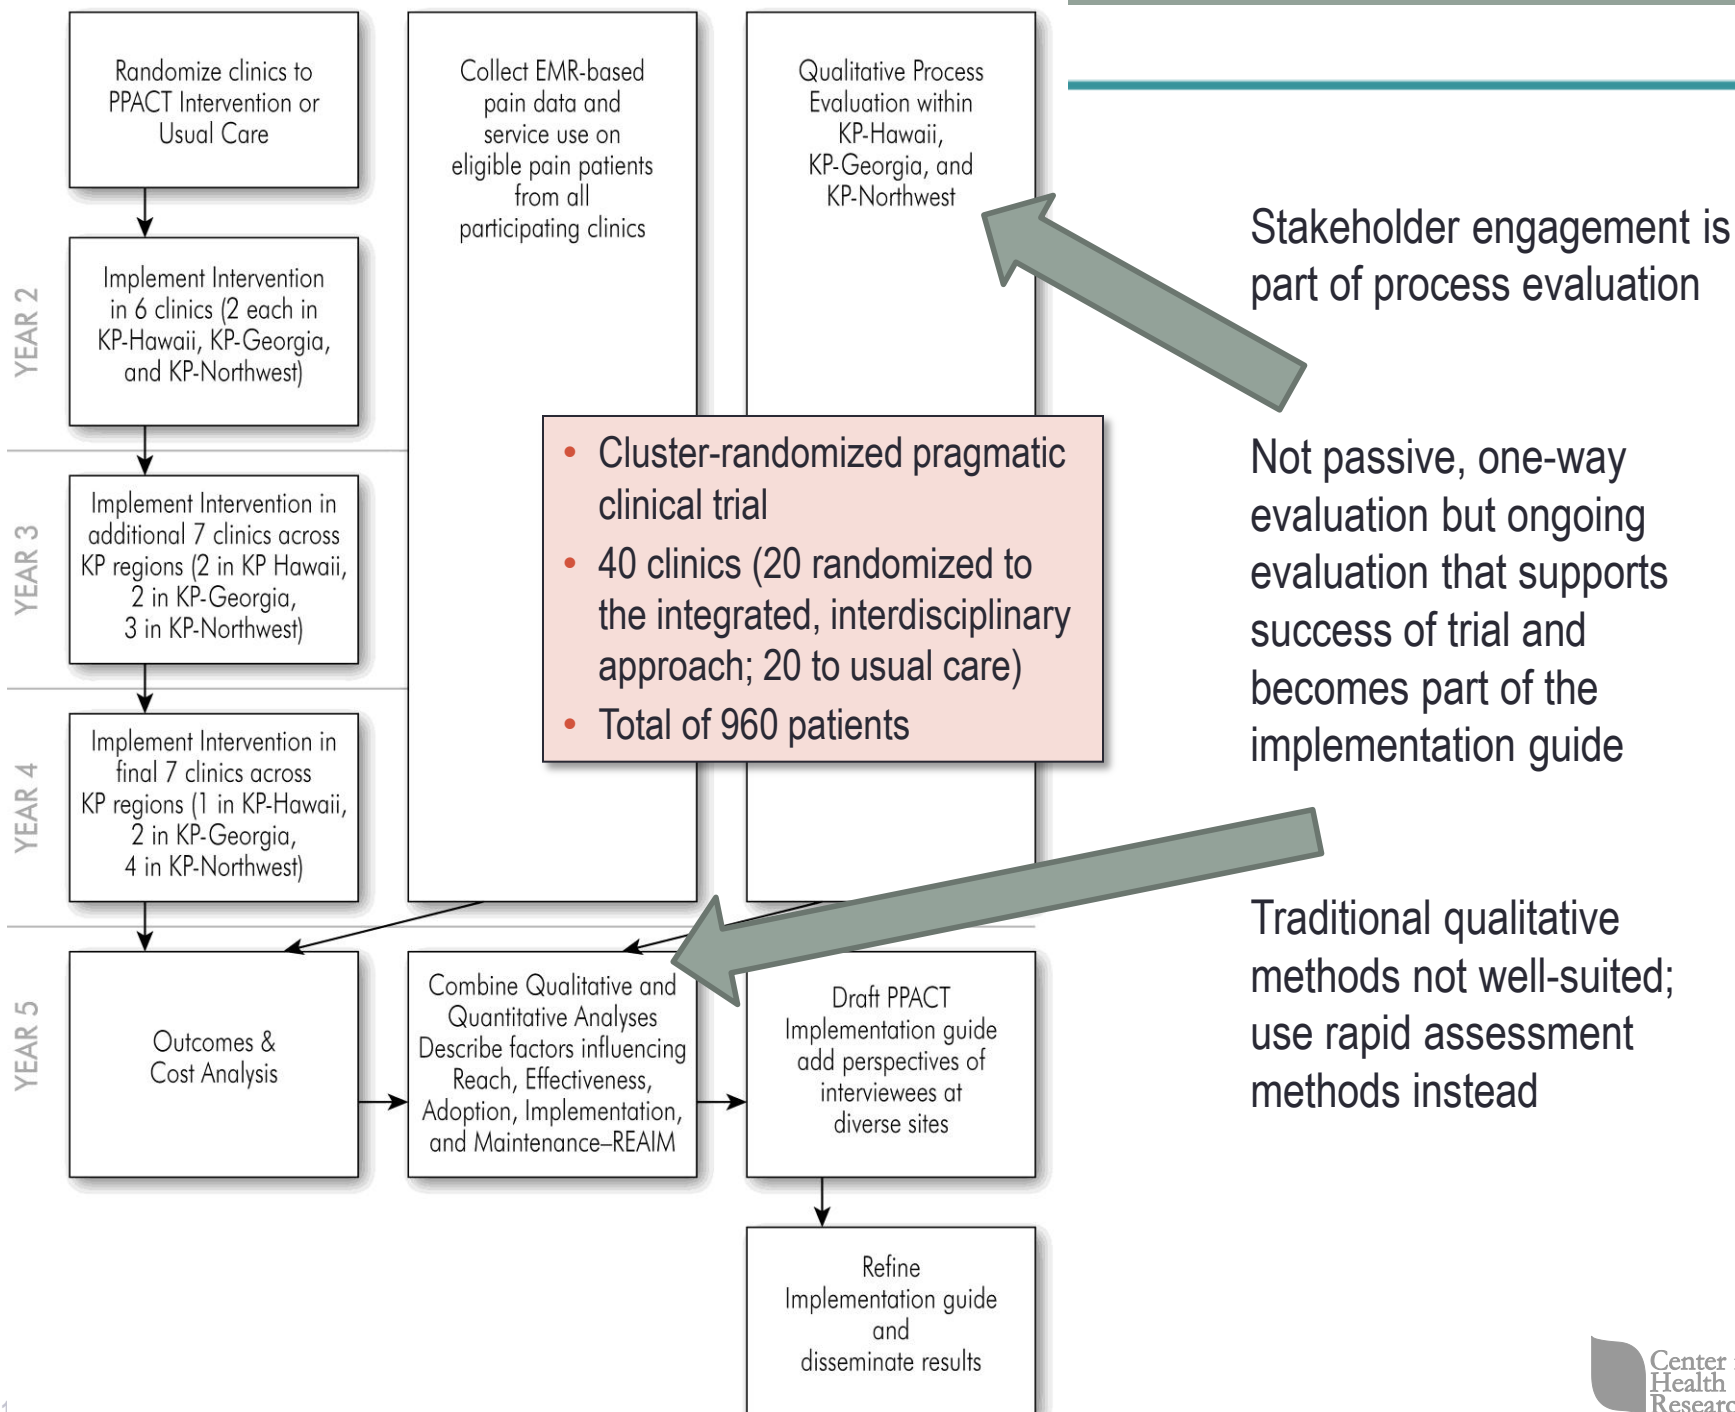 Randomize clinics to
PPACT Intervention or
Usual Care
Collect EMR-based
pain data and
service use on
eligible pain patients
from all
participating clinics
Qualitative Process
Evaluation within
KP-Hawaii,
KP-Georgia, and
KP-Northwest
Stakeholder engagement is
part of process evaluation
YEAR 2
Implement Intervention
in 6 clinics (2 each in
KP-Hawaii, KP-Georgia,
and KP-Northwest)
• Cluster-randomized pragmatic
clinical trial
• 40 clinics (20 randomized to
the integrated, interdisciplinary
approach; 20 to usual care)
• Total of 960 patients
Not passive, one-way
evaluation but ongoing
evaluation that supports
success of trial and
becomes part of the
implementation guide
YEAR 3
Implement Intervention in
additional 7 clinics across
KP regions (2 in KP Hawaii,
2 in KP-Georgia,
3 in KP-Northwest)
YEAR 4
Implement Intervention in
final 7 clinics across
KP regions (1 in KP-Hawaii,
2 in KP-Georgia,
4 in KP-Northwest)
Traditional qualitative
methods not well-suited;
use rapid assessment
methods instead
YEAR 5
Outcomes &
Cost Analysis
Combine Qualitative and
Quantitative Analyses
Describe factors influencing
Reach, Effectiveness,
Adoption, Implementation,
and Maintenance–REAIM
Draft PPACT
Implementation guide
add perspectives of
interviewees at
diverse sites
Refine
Implementation guide
and
disseminate results
Center
Health
Researc